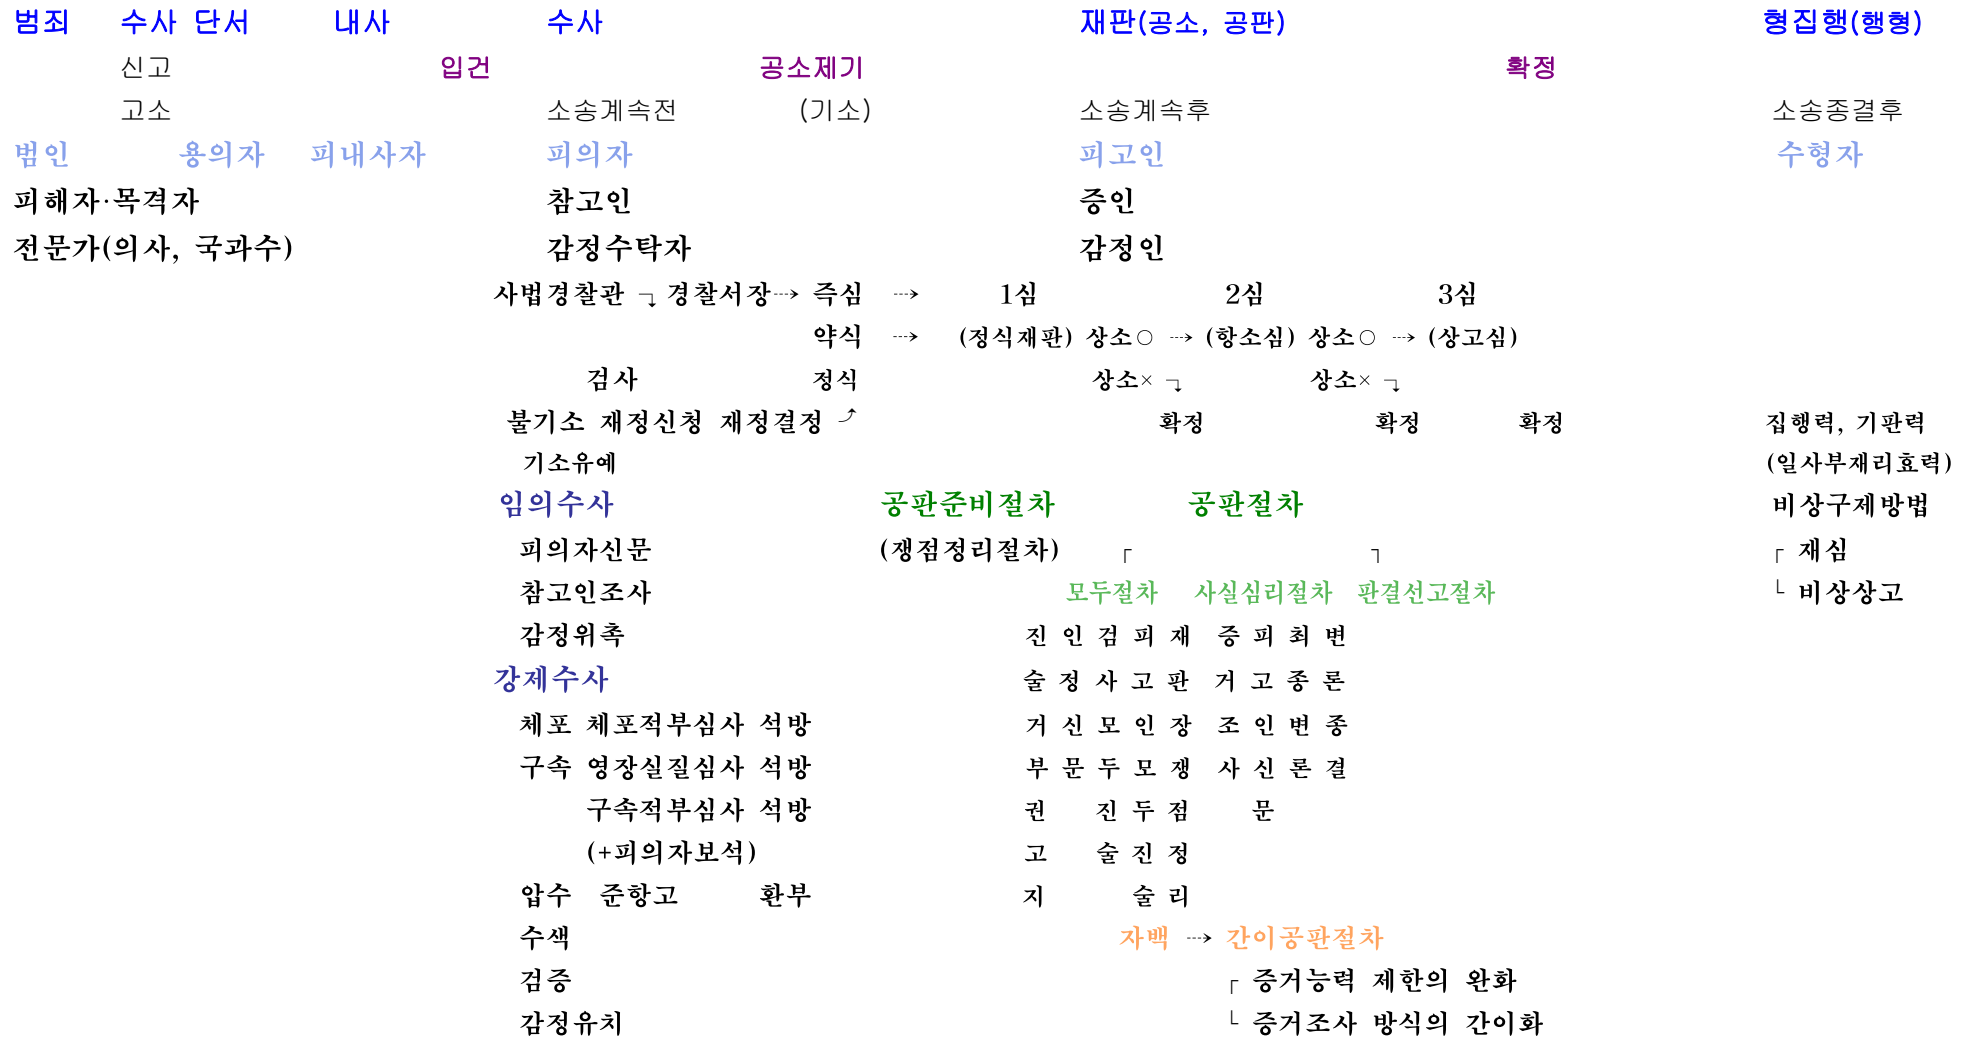 범죄 수사 단서 내사 수사 재판(공소, 공판) 형집행(행형)
신고 입건 공소제기 확정
고소 소송계속전 (기소) 소송계속후 소송종결후
범인 용의자 피내사자 피의자 피고인 수형자
피해자·목격자 참고인 증인
전문가(의사, 국과수) 감정수탁자 감정인
사법경찰관 ┐ 경찰서장⇢ 즉심 ⇢ 1심 2심 3심
약식 ⇢ (정식재판) 상소○ ⇢ (항소심) 상소○ ⇢ (상고심)
검사 정식 상소× ┐ 상소× ┐
불기소 재정신청 재정결정 ⤴ 확정 확정 확정 집행력, 기판력
기소유예 (일사부재리효력)
임의수사 공판준비절차 공판절차 비상구제방법
피의자신문 (쟁점정리절차) ┌ ┐ ┌ 재심
참고인조사 모두절차 사실심리절차 판결선고절차 └ 비상상고
감정위촉 진 인 검 피 재 증 피 최 변
강제수사 술 정 사 고 판 거 고 종 론
체포 체포적부심사 석방 거 신 모 인 장 조 인 변 종
구속 영장실질심사 석방 부 문 두 모 쟁 사 신 론 결
구속적부심사 석방 권 진 두 점 문
(+피의자보석) 고 술 진 정
압수 준항고 환부 지 술 리
수색 자백 ⇢ 간이공판절차
검증 ┌ 증거능력 제한의 완화
감정유치 └ 증거조사 방식의 간이화